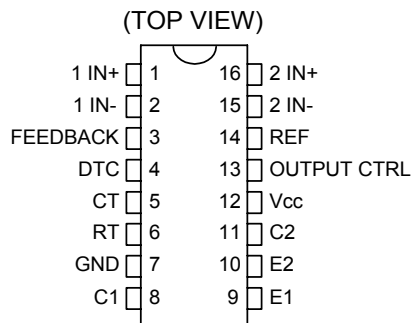 (TOP VIEW)
1 IN+ 1 16 2 IN+
1 IN- 2 15 2 IN-
FEEDBACK 3 14 REF
DTC 4 13 OUTPUT CTRL
CT 5 12 Vcc
RT 6 11 C2
GND 7 10 E2
C1 8 9 E1